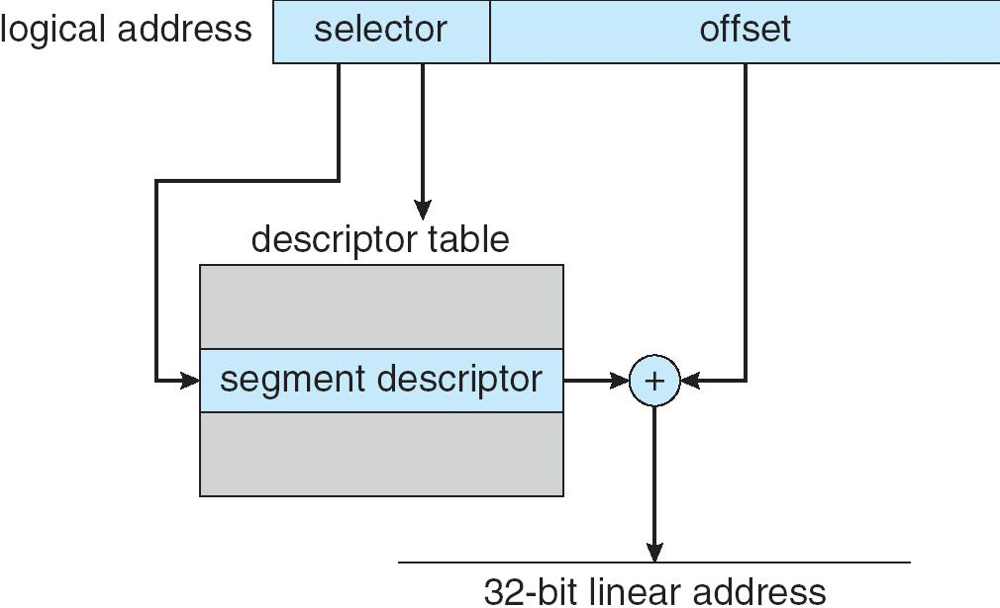 logical address selector offset
descriptor table
segment descriptor +
32-bit linear address